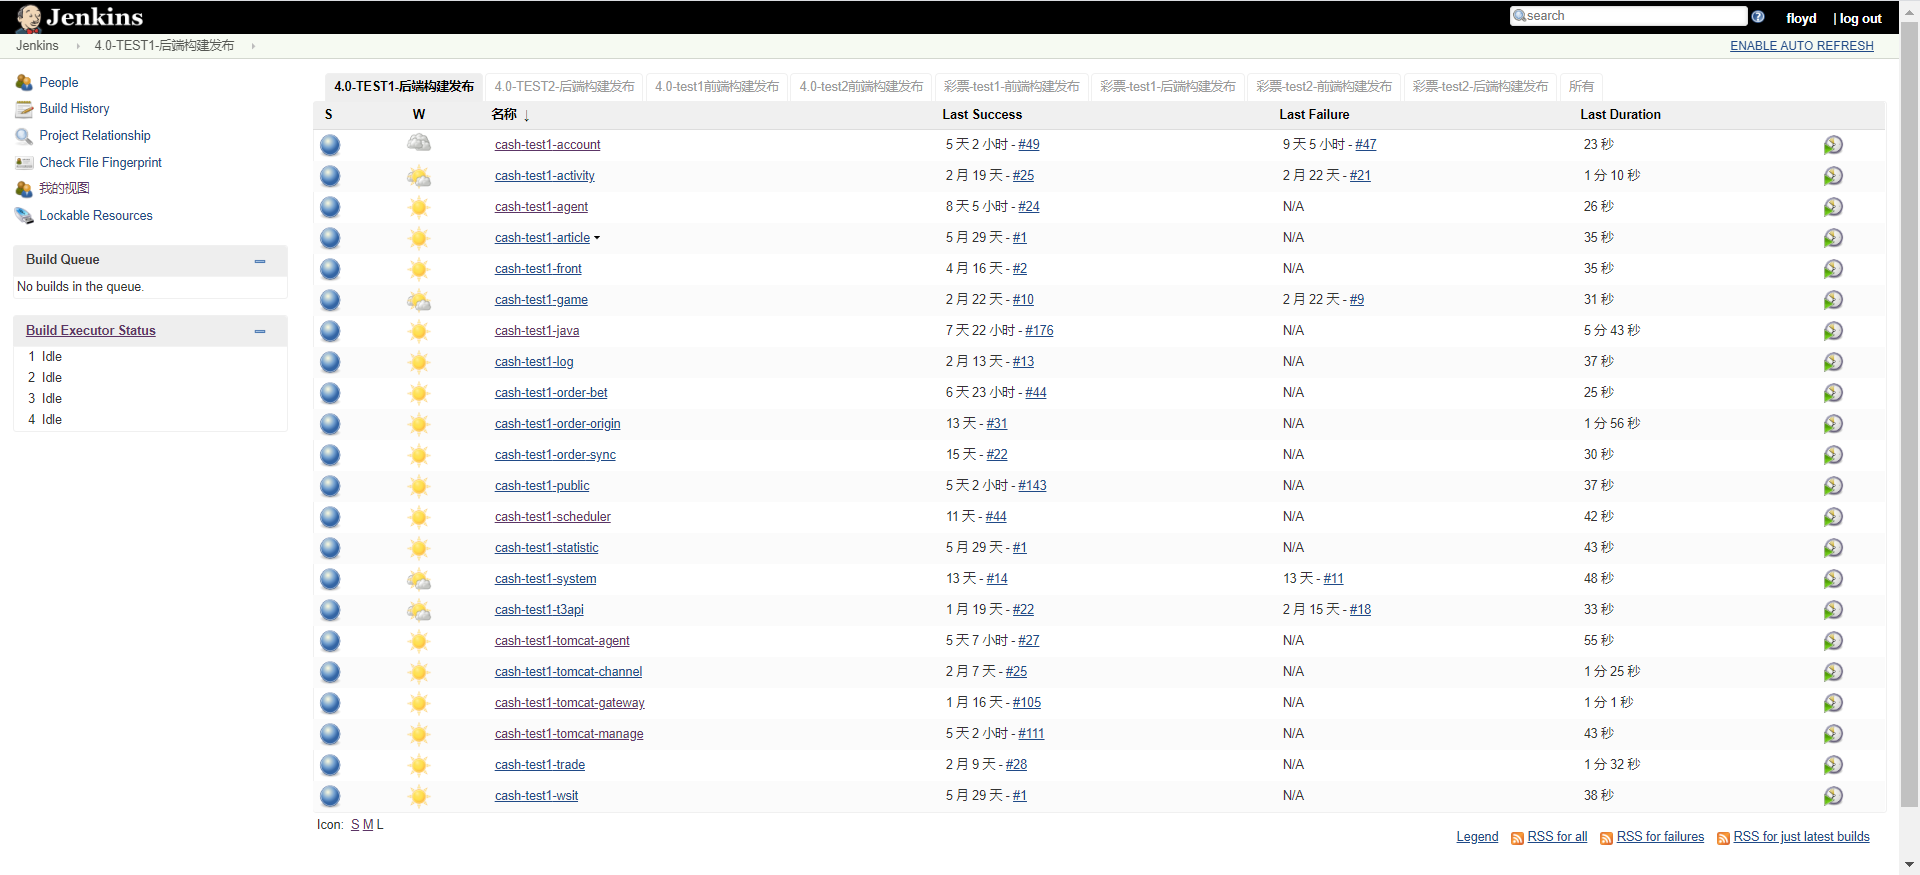 Jenkins
search
floyd | log out
Jenkins 4.0-TEST1-后端构建发布
ENABLE AUTO REFRESH
People
Build History
Project Relationship
Check File Fingerprint
我的视图
Lockable Resources
Build Queue
No builds in the queue.
Build Executor Status
1 Idle
2 Idle
3 Idle
4 Idle
4.0-TEST1-后端构建发布 4.0-TEST2-后端构建发布 4.0-test1前端构建发布 4.0-test2前端构建发布 彩票-test1-前端构建发布 彩票-test1-后端构建发布 彩票-test2-前端构建发布 彩票-test2-后端构建发布 所有
S W 名称 ↓ Last Success Last Failure Last Duration
cash-test1-account 5 天 2 小时 - #49 9 天 5 小时 - #47 23 秒
cash-test1-activity 2 月 19 天 - #25 2 月 22 天 - #21 1 分 10 秒
cash-test1-agent 8 天 5 小时 - #24 N/A 26 秒
cash-test1-article 5 月 29 天 - #1 N/A 35 秒
cash-test1-front 4 月 16 天 - #2 N/A 35 秒
cash-test1-game 2 月 22 天 - #10 2 月 22 天 - #9 31 秒
cash-test1-java 7 天 22 小时 - #176 N/A 5 分 43 秒
cash-test1-log 2 月 13 天 - #13 N/A 37 秒
cash-test1-order-bet 6 天 23 小时 - #44 N/A 25 秒
cash-test1-order-origin 13 天 - #31 N/A 1 分 56 秒
cash-test1-order-sync 15 天 - #22 N/A 30 秒
cash-test1-public 5 天 2 小时 - #143 N/A 37 秒
cash-test1-scheduler 11 天 - #44 N/A 42 秒
cash-test1-statistic 5 月 29 天 - #1 N/A 43 秒
cash-test1-system 13 天 - #14 13 天 - #11 48 秒
cash-test1-t3api 1 月 19 天 - #22 2 月 15 天 - #18 33 秒
cash-test1-tomcat-agent 5 天 7 小时 - #27 N/A 55 秒
cash-test1-tomcat-channel 2 月 7 天 - #25 N/A 1 分 25 秒
cash-test1-tomcat-gateway 1 月 16 天 - #105 N/A 1 分 1 秒
cash-test1-tomcat-manage 5 天 2 小时 - #111 N/A 43 秒
cash-test1-trade 2 月 9 天 - #28 N/A 1 分 32 秒
cash-test1-wsit 5 月 29 天 - #1 N/A 38 秒
Icon: S M L
Legend RSS for all RSS for failures RSS for just latest builds